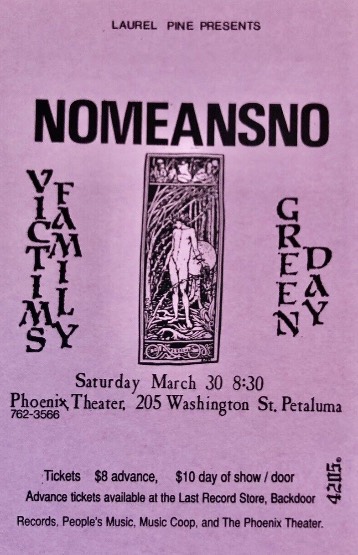 LAUREL PINE PRESENTS
NOMEANSNO
VICTIMS
FAMILY
GREEN
DAY
Saturday March 30 8:30
Phoenix Theater, 205 Washington St. Petaluma
762-3566
Tickets $8 advance, $10 day of show / door
Advance tickets available at the Last Record Store, Backdoor
Records, People's Music, Music Coop, and The Phoenix Theater.
4205.